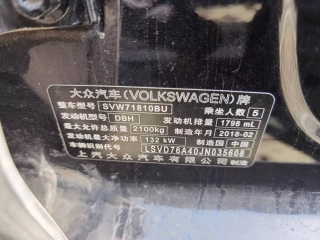 大众汽车(VOLKSWAGEN)牌
整车型号 SVW71810BU 乘坐人数 5
发动机型号 DBH 发动机排量 1798 mL
最大允许总质量 2100kg 制造年月 2018-02
最大净功率 132 kW 制造国 中国
车辆识别代号 LSVD76A40JN035608
上汽大众汽车有限公司 制造